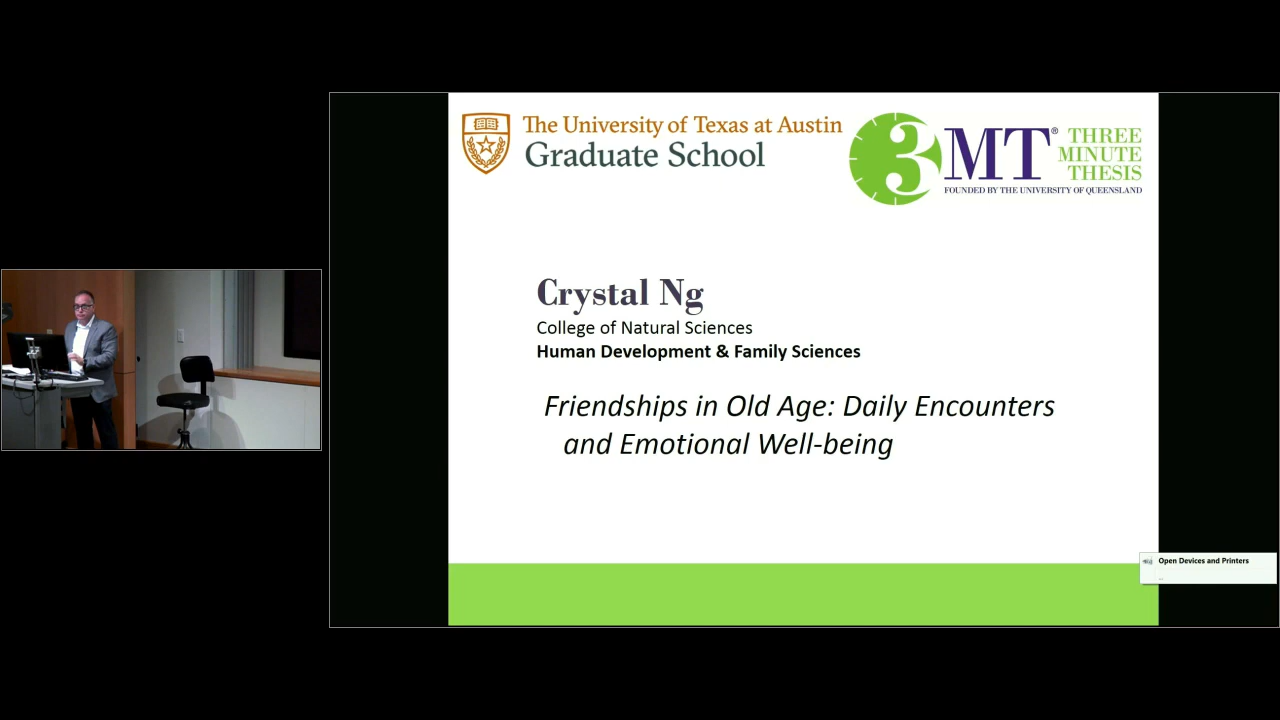 The University of Texas at Austin
Graduate School
3MT® THREE
MINUTE
THESIS
FOUNDED BY THE UNIVERSITY OF QUEENSLAND
Crystal Ng
College of Natural Sciences
Human Development & Family Sciences
Friendships in Old Age: Daily Encounters
and Emotional Well-being
Open Devices and Printers
...